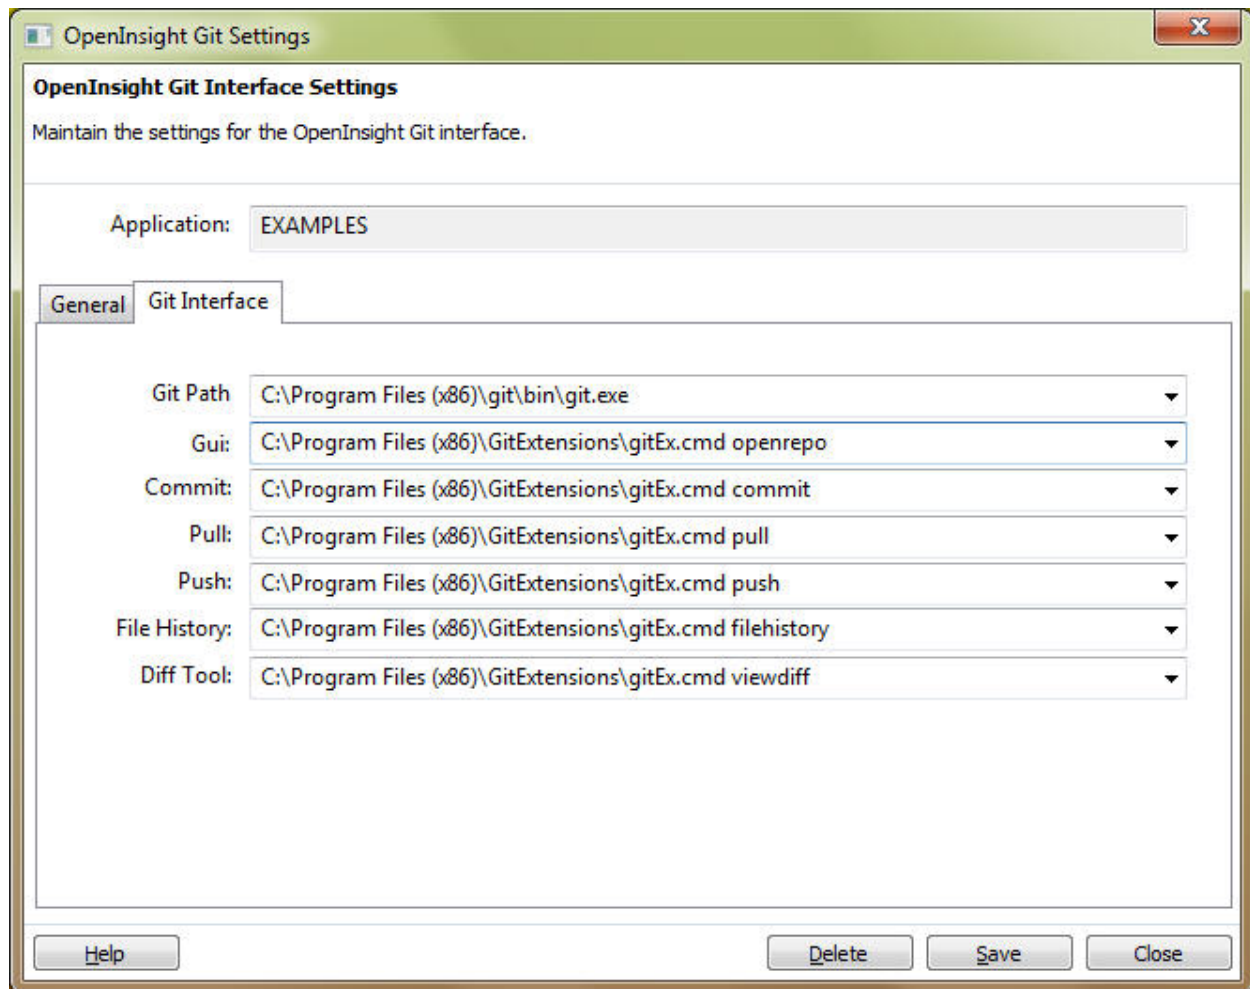 OpenInsight Git Settings
OpenInsight Git Interface Settings
Maintain the settings for the OpenInsight Git interface.
Application: EXAMPLES
General Git Interface
Git Path C:\Program Files (x86)\git\bin\git.exe
Gui: C:\Program Files (x86)\GitExtensions\gitEx.cmd openrepo
Commit: C:\Program Files (x86)\GitExtensions\gitEx.cmd commit
Pull: C:\Program Files (x86)\GitExtensions\gitEx.cmd pull
Push: C:\Program Files (x86)\GitExtensions\gitEx.cmd push
File History: C:\Program Files (x86)\GitExtensions\gitEx.cmd filehistory
Diff Tool: C:\Program Files (x86)\GitExtensions\gitEx.cmd viewdiff
Help Delete Save Close